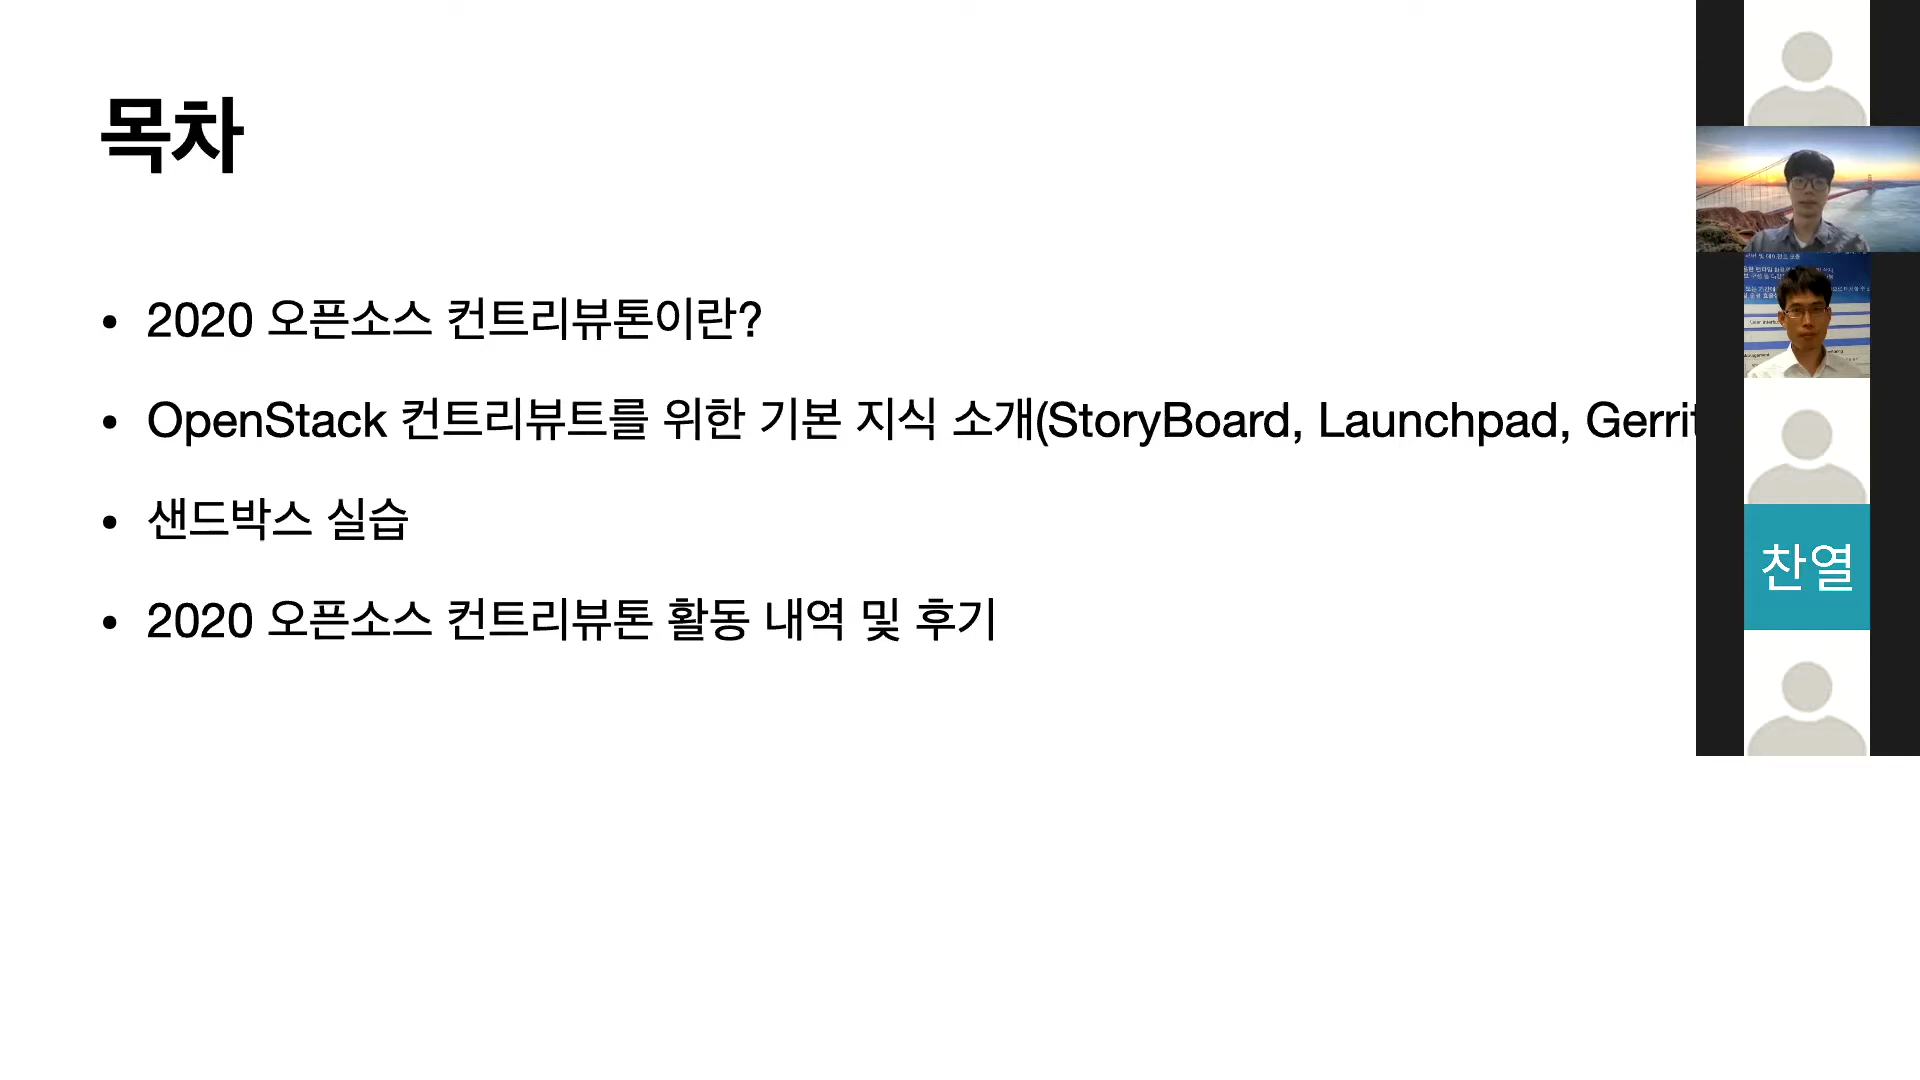 목차
• 2020 오픈소스 컨트리뷰톤이란?
• OpenStack 컨트리뷰트를 위한 기본 지식 소개(StoryBoard, Launchpad, Gerrit
• 샌드박스 실습
• 2020 오픈소스 컨트리뷰톤 활동 내역 및 후기
찬열